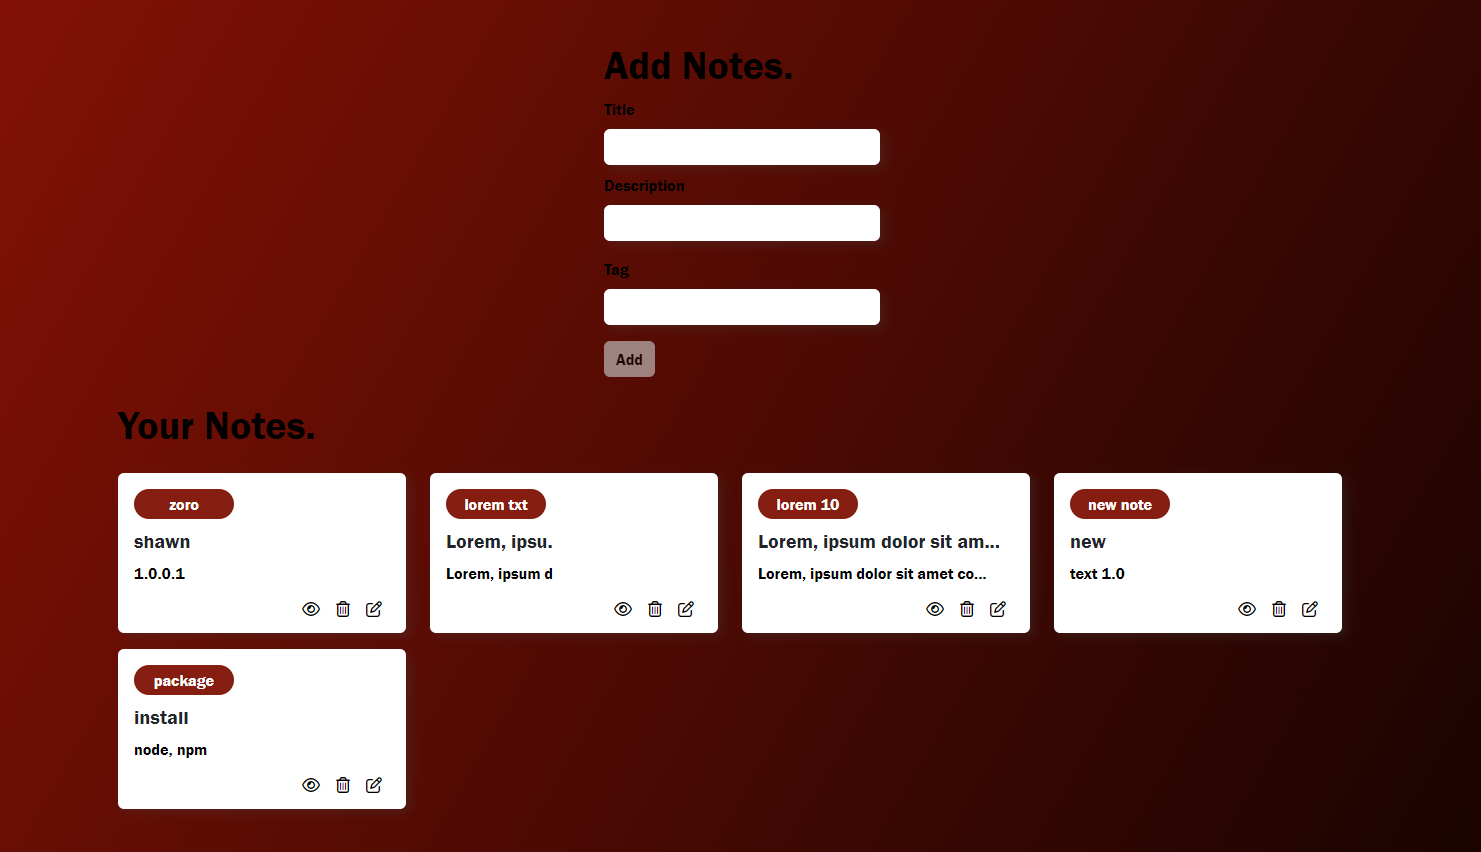 Add Notes.
Title
Description
Tag
Add
Your Notes.
zoro
shawn
1.0.0.1
lorem txt
Lorem, ipsu.
Lorem, ipsum d
lorem 10
Lorem, ipsum dolor sit am...
Lorem, ipsum dolor sit amet co...
new note
new
text 1.0
package
install
node, npm